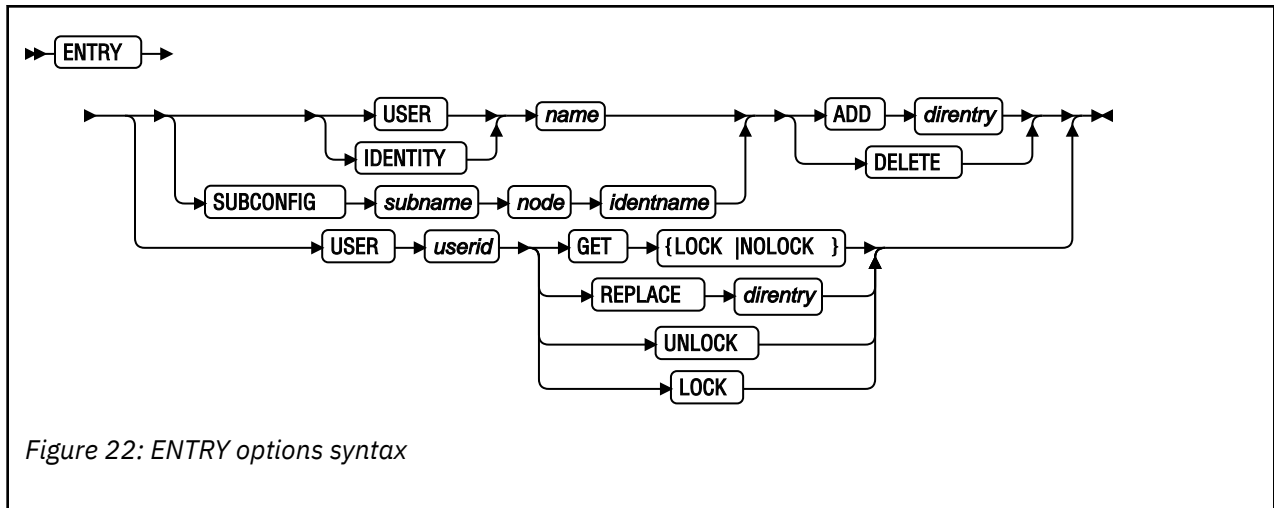 ENTRY
USER name ADD direntry
IDENTITY DELETE
SUBCONFIG subname node identname
USER userid GET {LOCK |NOLOCK }
REPLACE direntry
UNLOCK
LOCK
Figure 22: ENTRY options syntax